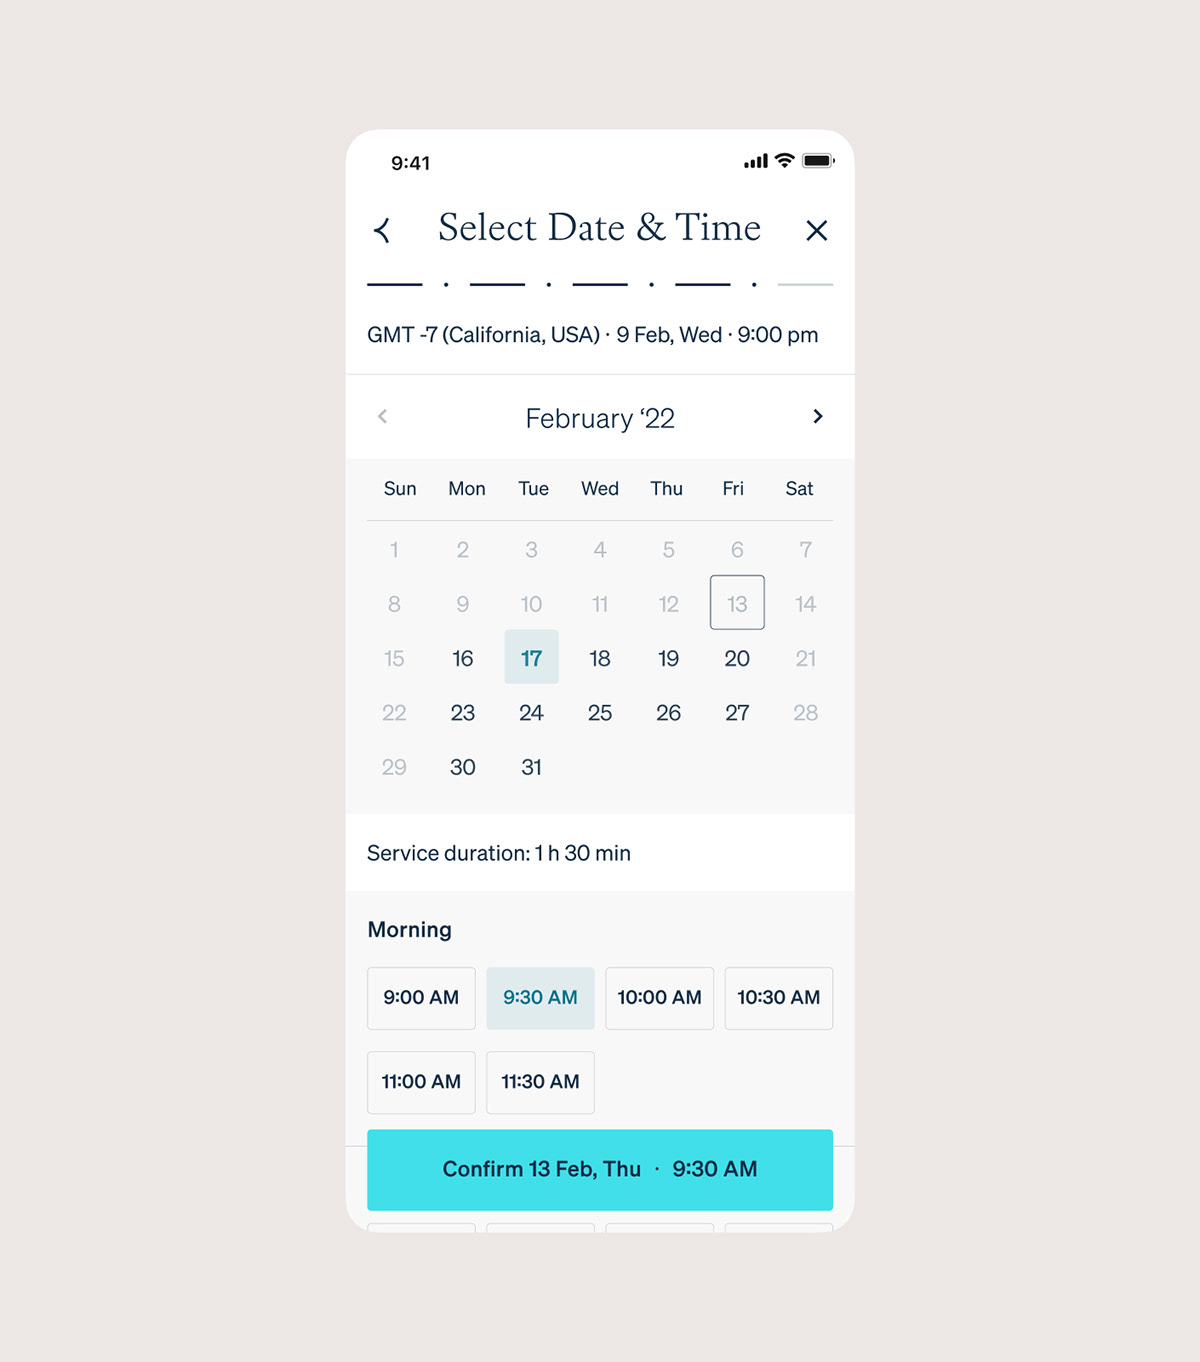 9:41
Select Date & Time
GMT -7 (California, USA) · 9 Feb, Wed · 9:00 pm
February ‘22
Sun Mon Tue Wed Thu Fri Sat
1 2 3 4 5 6 7
8 9 10 11 12 13 14
15 16 17 18 19 20 21
22 23 24 25 26 27 28
29 30 31
Service duration: 1 h 30 min
Morning
9:00 AM 9:30 AM 10:00 AM 10:30 AM
11:00 AM 11:30 AM
Confirm 13 Feb, Thu · 9:30 AM